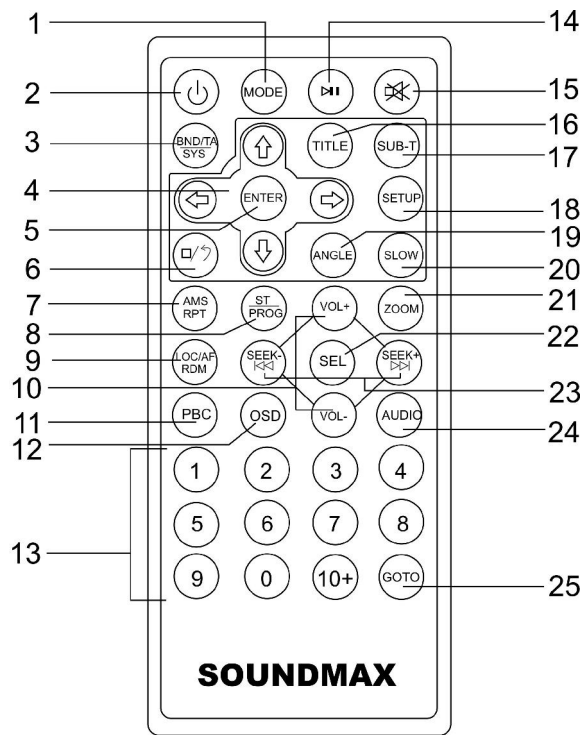 1
14
2
MODE
15
3
BND/TA
SYS
TITLE
SUB-T
16
17
4
ENTER
SETUP
18
5
19
6
ANGLE
SLOW
20
7
AMS
RPT
ST
PROG
VOL+
ZOOM
21
8
22
9
LOC/AF
RDM
SEEK-
SEL
SEEK+
10
23
11
PBC
OSD
VOL-
AUDIO
24
12
1 2 3 4
13
5 6 7 8
9 0 10+ GOTO
25
SOUNDMAX